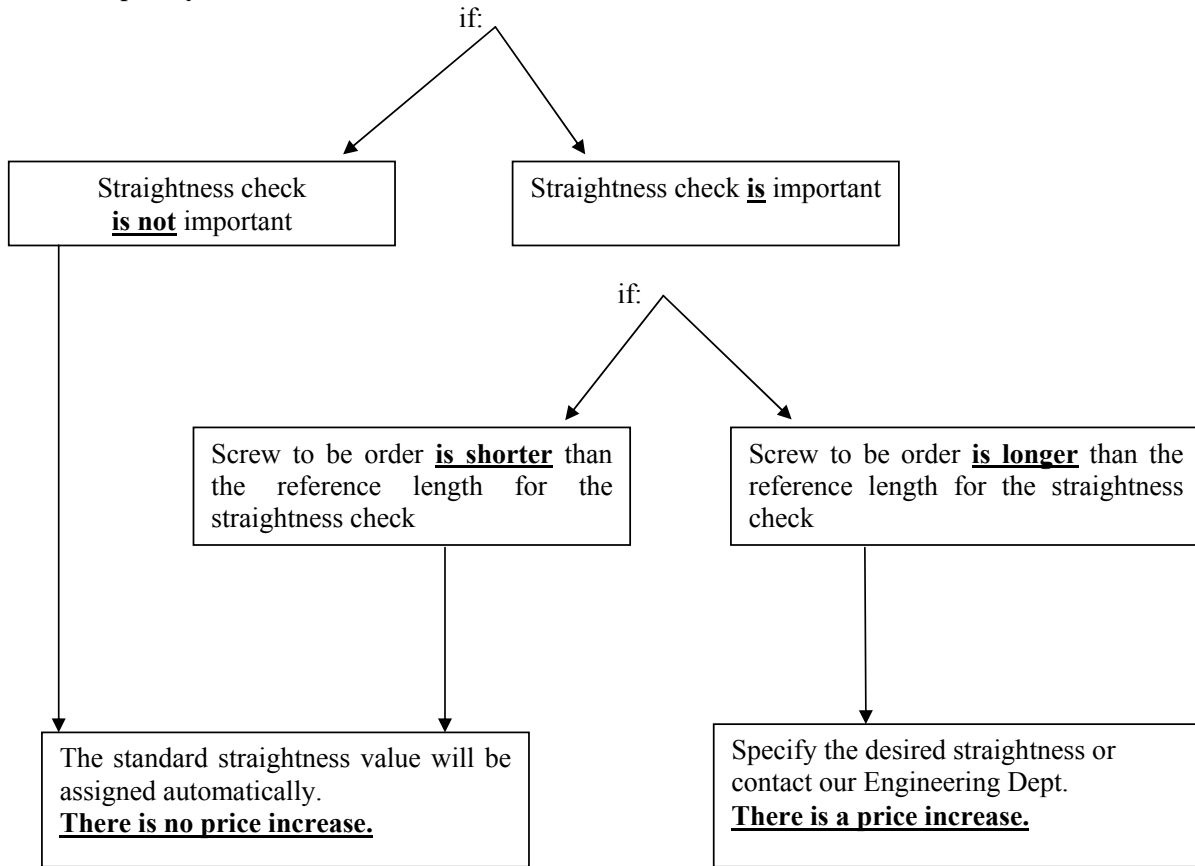 if:
Straightness check
is not important
Straightness check is important
if:
Screw to be order is shorter than
the reference length for the
straightness check
Screw to be order is longer than the
reference length for the straightness
check
The standard straightness value will be
assigned automatically.
There is no price increase.
Specify the desired straightness or
contact our Engineering Dept.
There is a price increase.